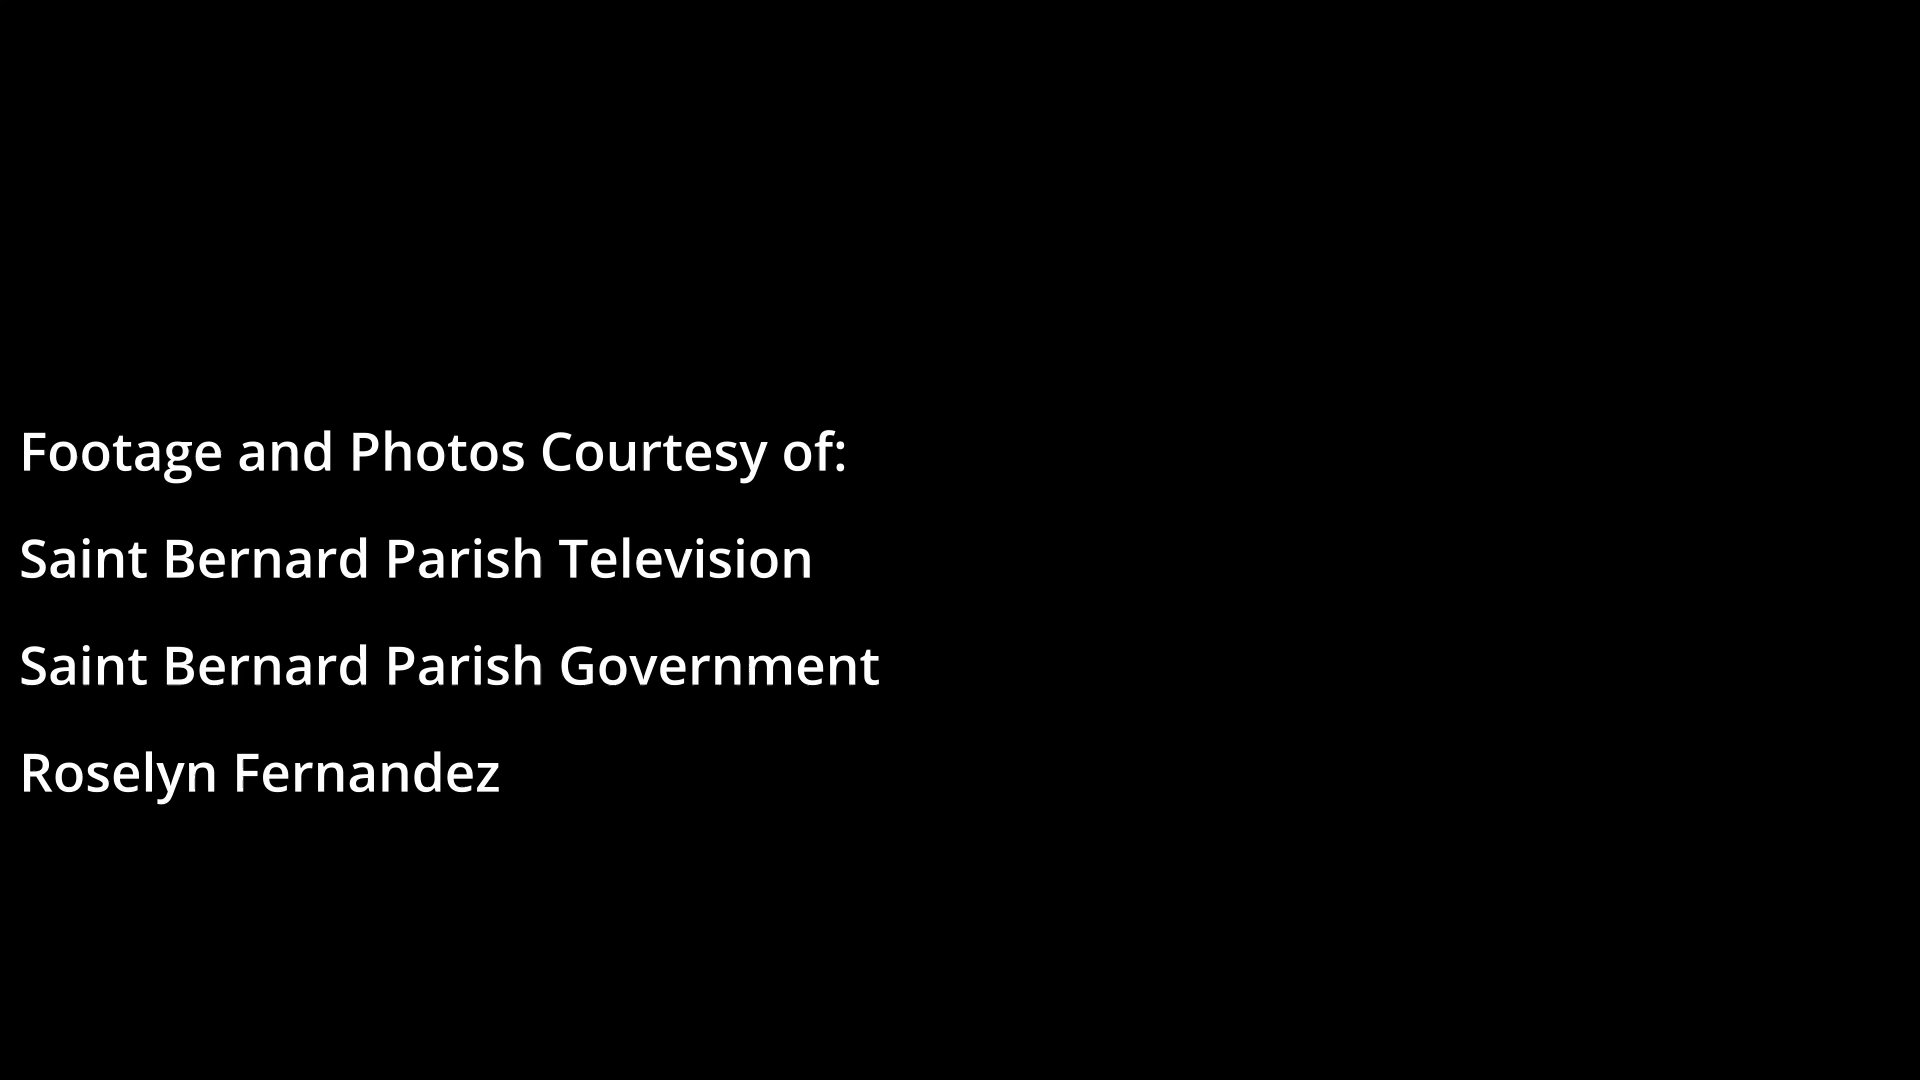 Footage and Photos Courtesy of:
Saint Bernard Parish Television
Saint Bernard Parish Government
Roselyn Fernandez